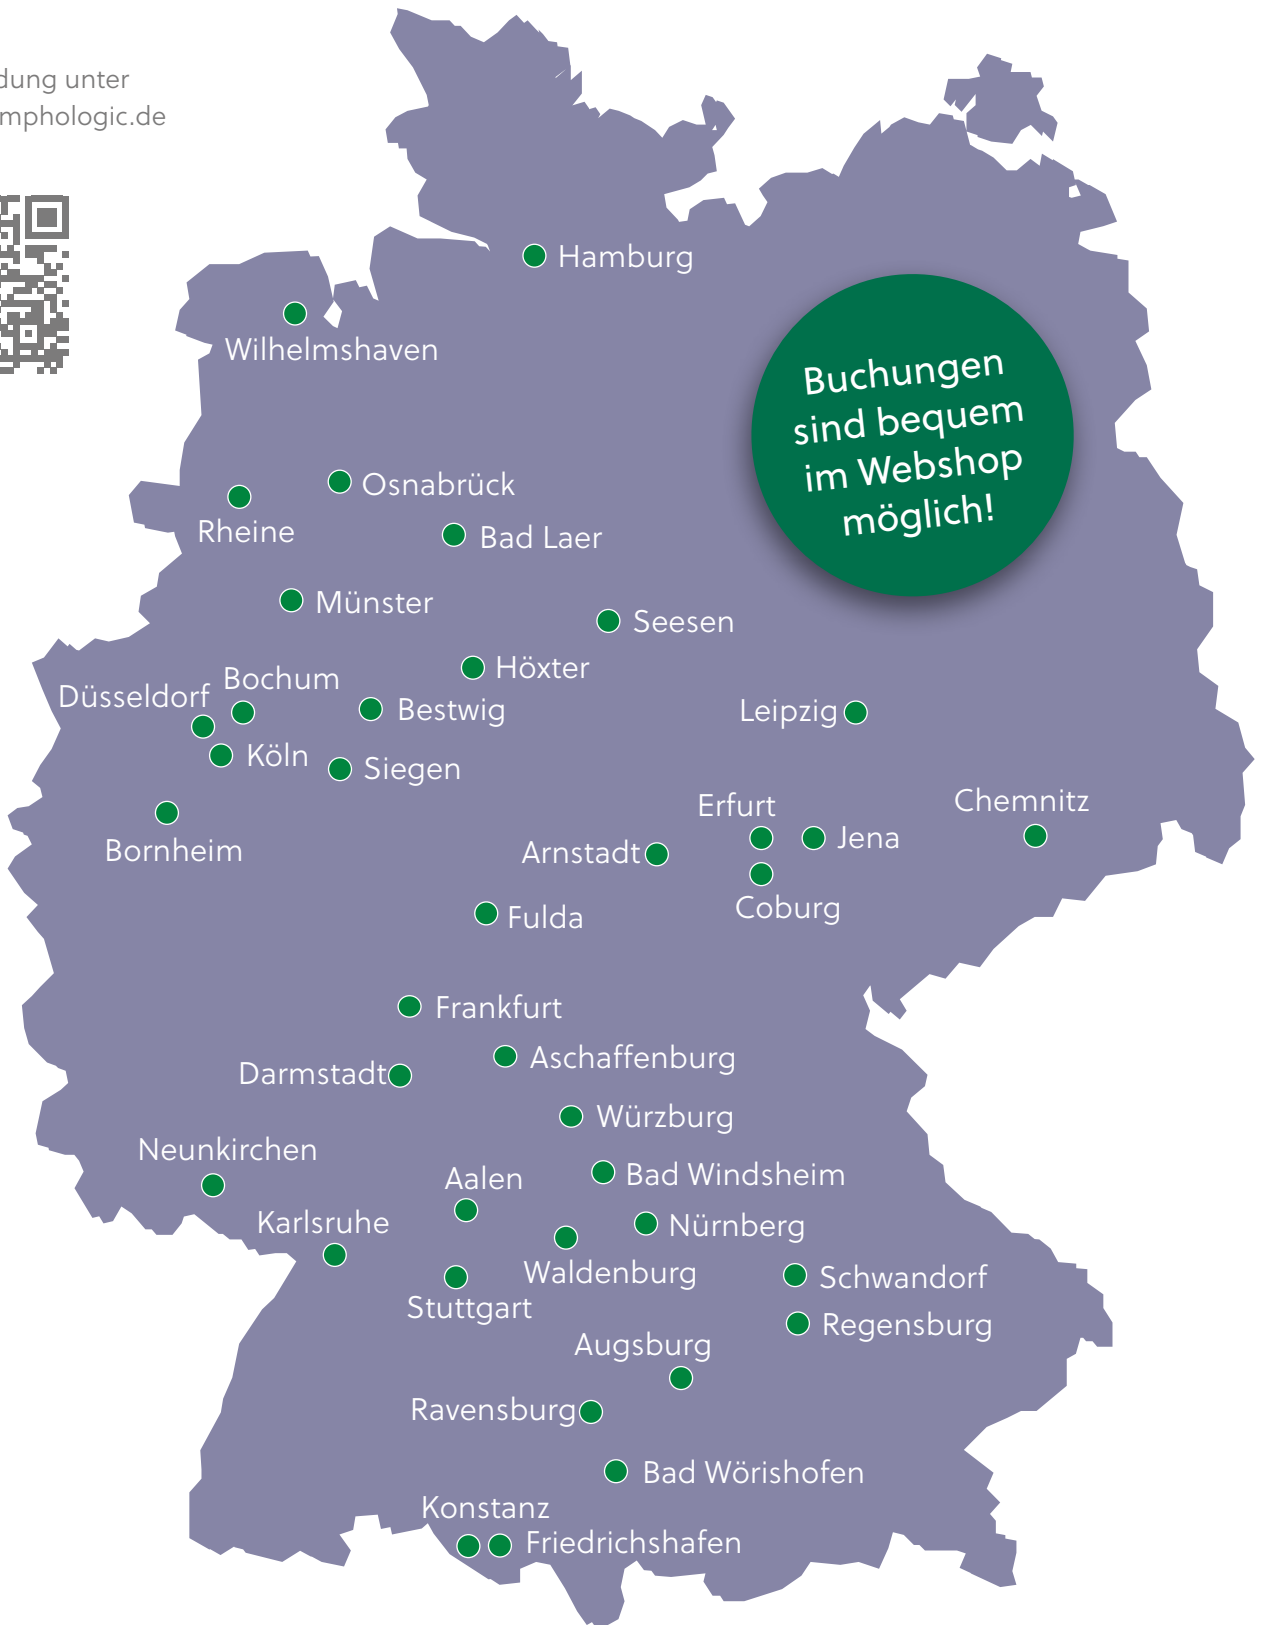 dung unter
mphologic.de
Hamburg
Wilhelmshaven
Buchungen
sind bequem
im Webshop
möglich!
Osnabrück
Rheine
Bad Laer
Münster
Seesen
Höxter
Bochum
Düsseldorf
Bestwig
Leipzig
Köln
Siegen
Chemnitz
Erfurt
Jena
Bornheim
Arnstadt
Coburg
Fulda
Frankfurt
Aschaffenburg
Darmstadt
Würzburg
Neunkirchen
Bad Windsheim
Aalen
Karlsruhe
Nürnberg
Waldenburg
Schwandorf
Stuttgart
Regensburg
Augsburg
Ravensburg
Bad Wörishofen
Konstanz
Friedrichshafen